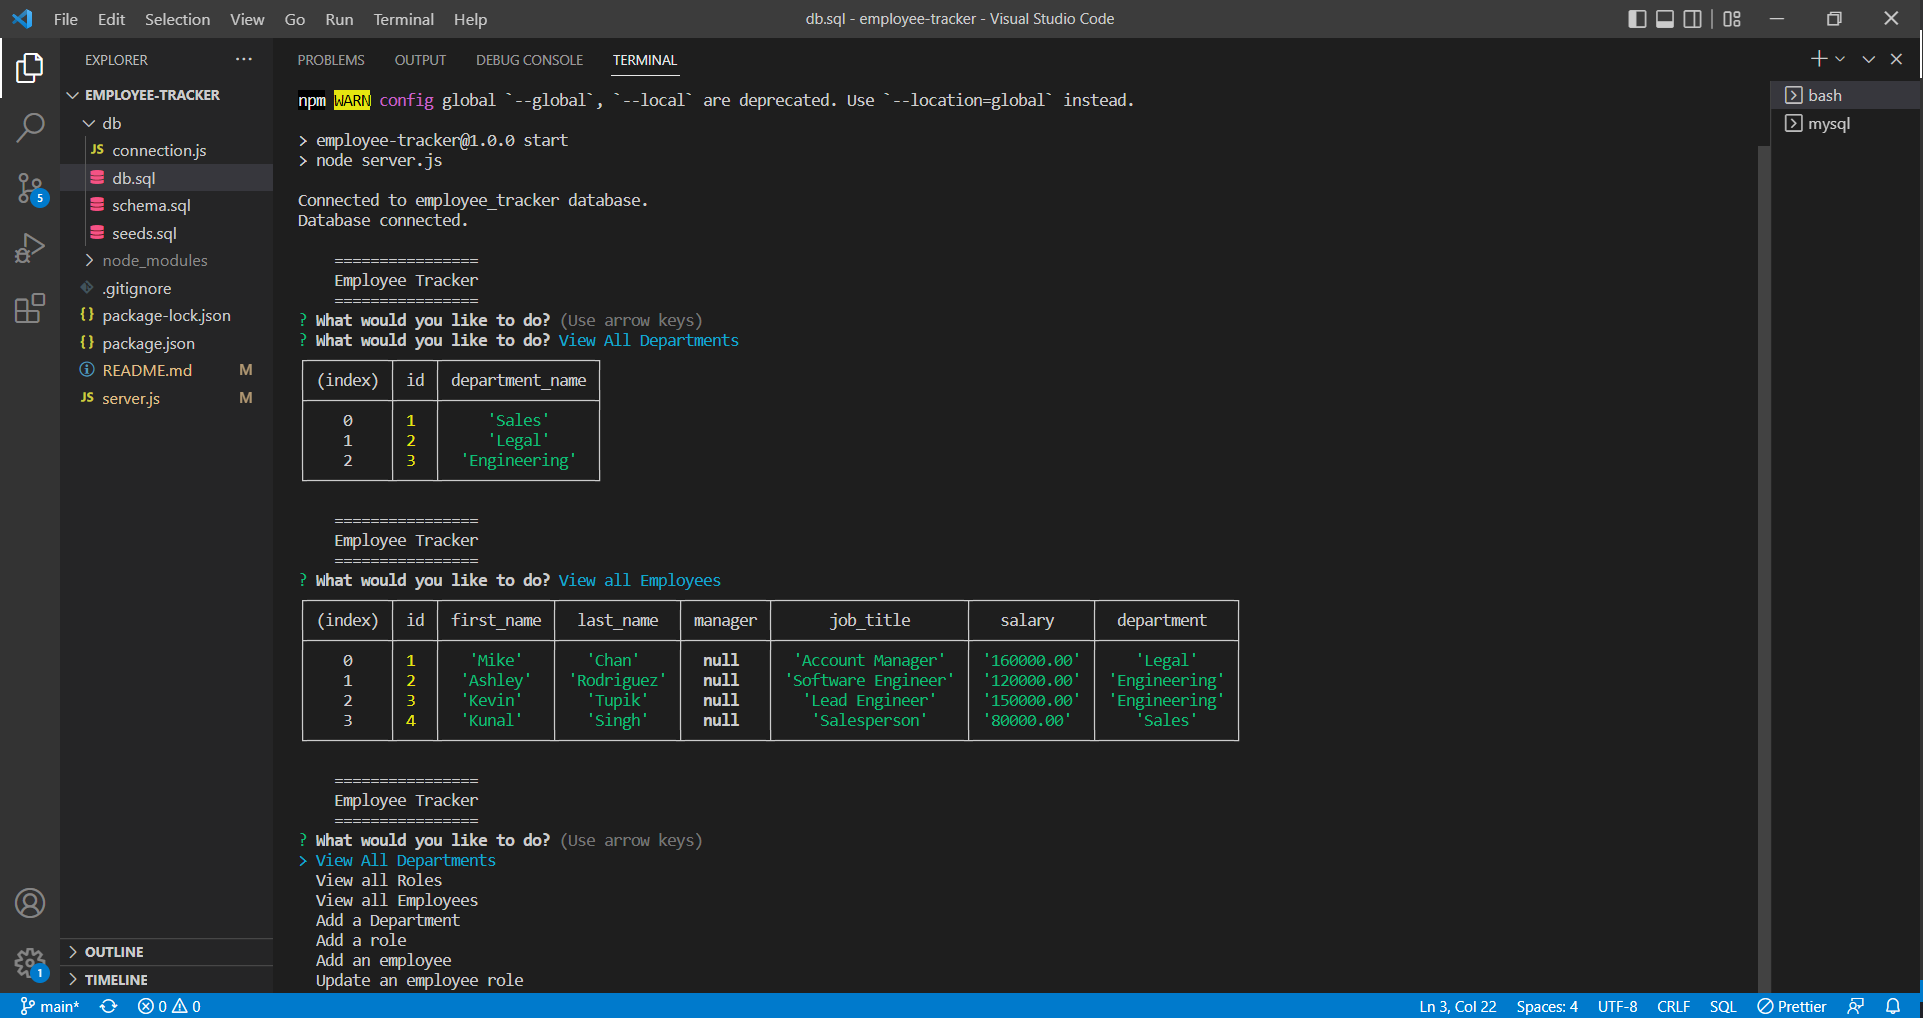 File Edit Selection View Go Run Terminal Help db.sql - employee-tracker - Visual Studio Code
EXPLORER ···
EMPLOYEE-TRACKER
db
JS connection.js
db.sql
schema.sql
seeds.sql
node_modules
.gitignore
{} package-lock.json
{} package.json
README.md M
JS server.js M
OUTLINE
TIMELINE
5
1
PROBLEMS OUTPUT DEBUG CONSOLE TERMINAL
npm WARN config global `--global`, `--local` are deprecated. Use `--location=global` instead.
> employee-tracker@1.0.0 start
> node server.js
Connected to employee_tracker database.
Database connected.
================
Employee Tracker
================
? What would you like to do? (Use arrow keys)
? What would you like to do? View All Departments
(index) id department_name
0 1 'Sales'
1 2 'Legal'
2 3 'Engineering'
================
Employee Tracker
================
? What would you like to do? View all Employees
(index) id first_name last_name manager job_title salary department
0 1 'Mike' 'Chan' null 'Account Manager' '160000.00' 'Legal'
1 2 'Ashley' 'Rodriguez' null 'Software Engineer' '120000.00' 'Engineering'
2 3 'Kevin' 'Tupik' null 'Lead Engineer' '150000.00' 'Engineering'
3 4 'Kunal' 'Singh' null 'Salesperson' '80000.00' 'Sales'
================
Employee Tracker
================
? What would you like to do? (Use arrow keys)
> View All Departments
View all Roles
View all Employees
Add a Department
Add a role
Add an employee
Update an employee role
bash
mysql
main* 0 0 Ln 3, Col 22 Spaces: 4 UTF-8 CRLF SQL Prettier